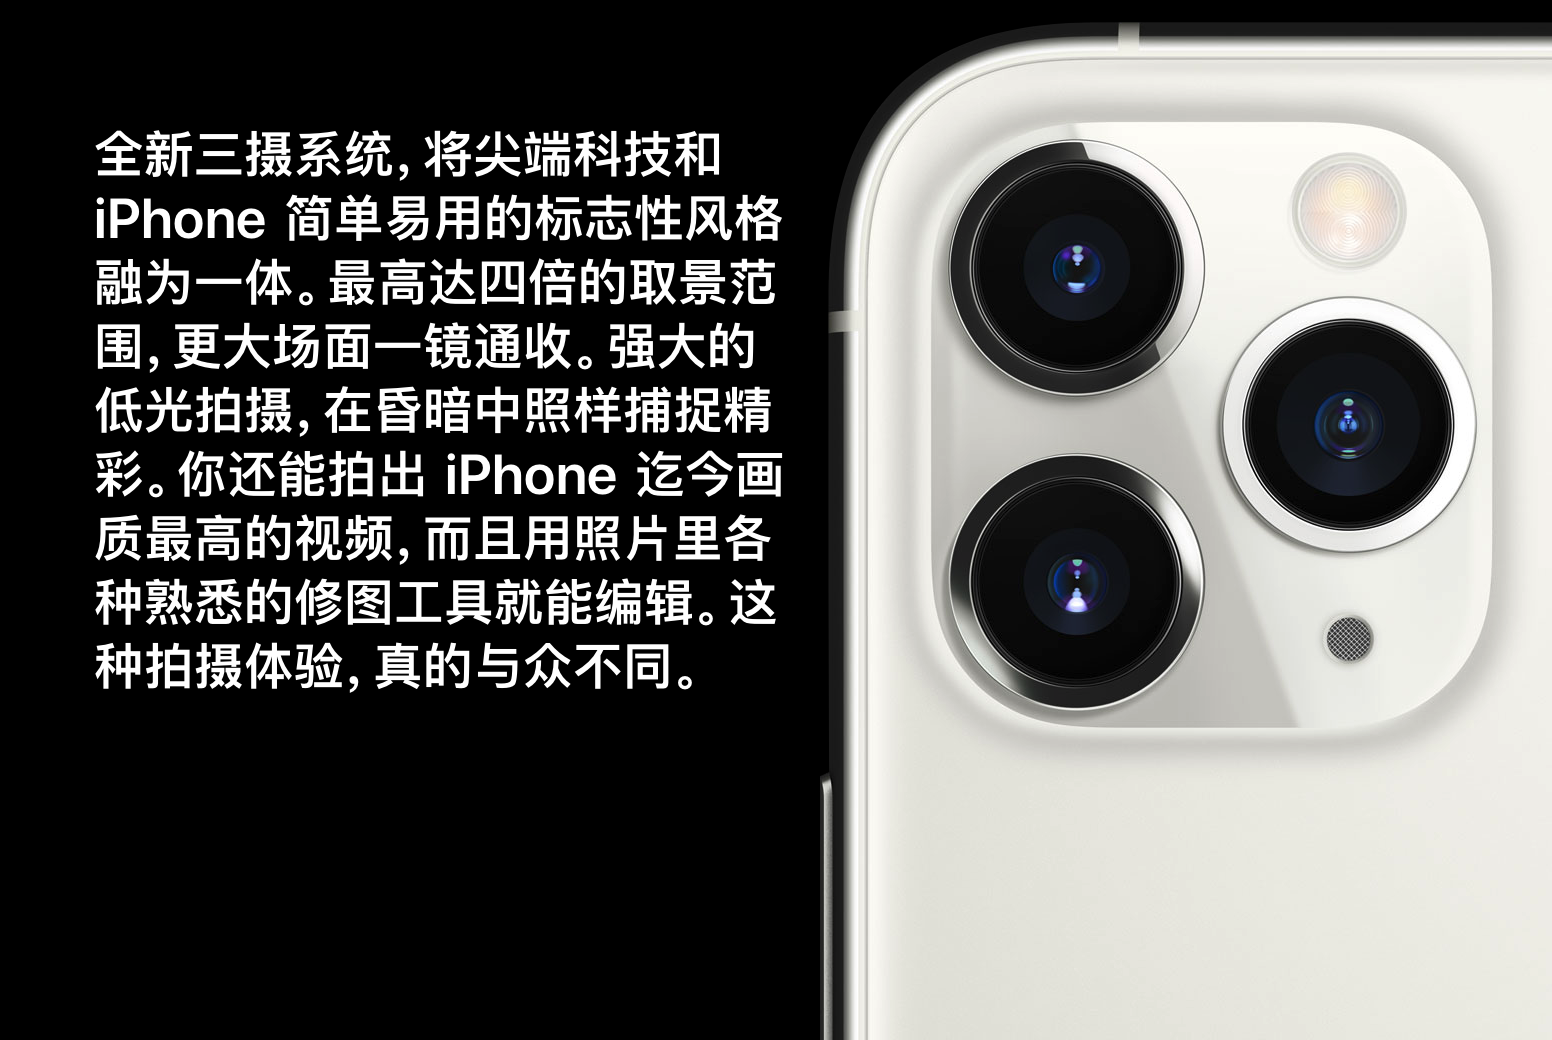 全新三摄系统，将尖端科技和
iPhone 简单易用的标志性风格
融为一体。最高达四倍的取景范
围，更大场面一镜通收。强大的
低光拍摄，在昏暗中照样捕捉精
彩。你还能拍出 iPhone 迄今画
质最高的视频，而且用照片里各
种熟悉的修图工具就能编辑。这
种拍摄体验，真的与众不同。